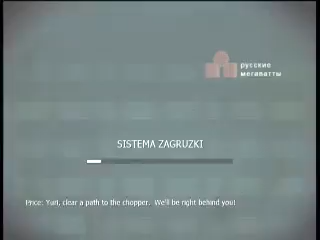 русские
мегаватты
SISTEMA ZAGRUZKI
Price: Yuri, clear a path to the chopper. We'll be right behind you!